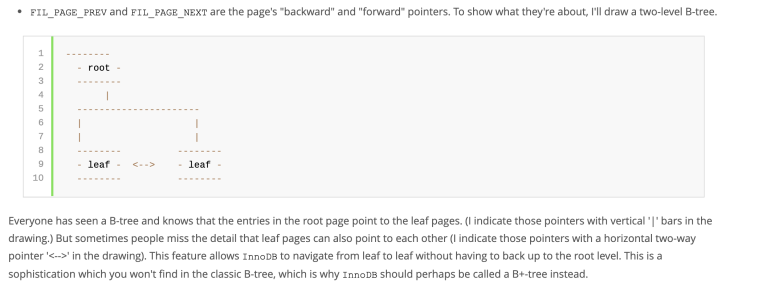 • FIL_PAGE_PREV and FIL_PAGE_NEXT are the page's "backward" and "forward" pointers. To show what they're about, I'll draw a two-level B-tree.
1 --------
2 - root -
3 --------
4 |
5 ----------------------
6 | |
7 | |
8 -------- --------
9 - leaf - <--> - leaf -
10 -------- --------
Everyone has seen a B-tree and knows that the entries in the root page point to the leaf pages. (I indicate those pointers with vertical '|' bars in the
drawing.) But sometimes people miss the detail that leaf pages can also point to each other (I indicate those pointers with a horizontal two-way
pointer '<-->' in the drawing). This feature allows InnoDB to navigate from leaf to leaf without having to back up to the root level. This is a
sophistication which you won't find in the classic B-tree, which is why InnoDB should perhaps be called a B+-tree instead.